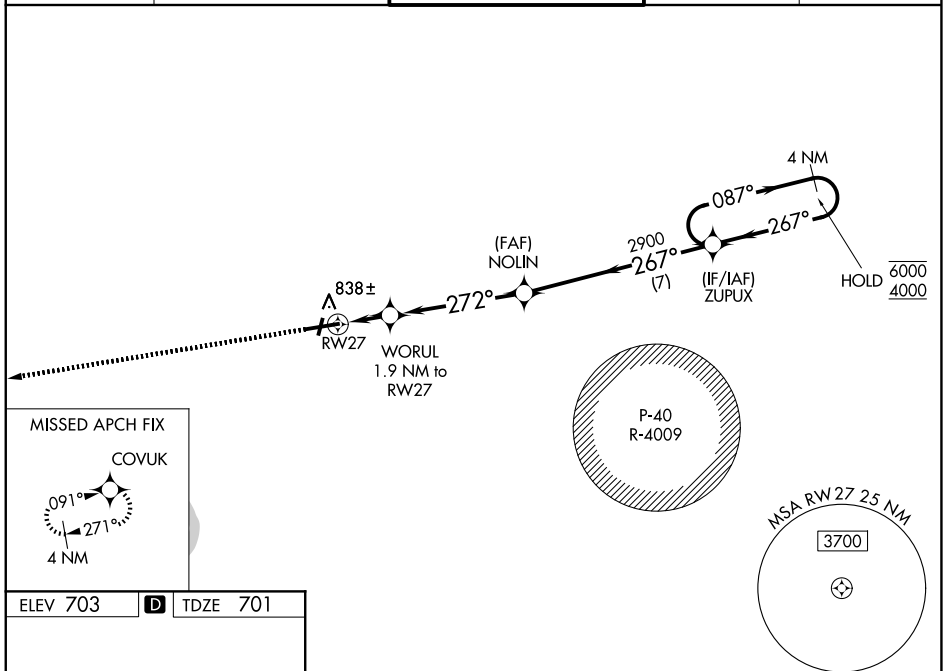 4 NM
087°
267°
HOLD 6000
4000
(IF/IAF)
ZUPUX
2900
267°
(7)
(FAF)
NOLIN
272°
838±
RW27
WORUL
1.9 NM to
RW27
P-40
R-4009
MISSED APCH FIX
COVUK
091°
271°
4 NM
MSA RW27 25 NM
3700
ELEV 703 D TDZE 701